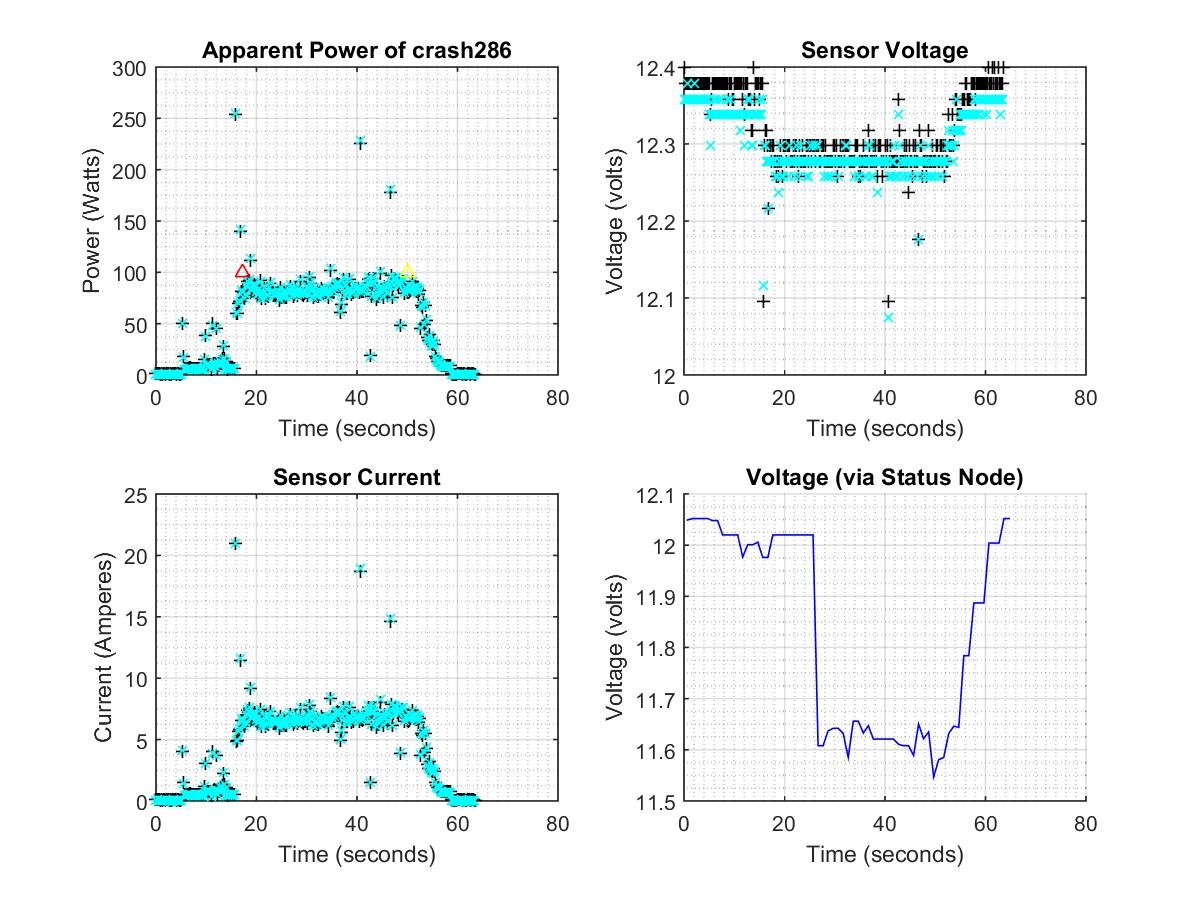 Apparent Power of crash286
300
250
200
150
100
50
0
Power (Watts)
0 20 40 60 80
Time (seconds)
Sensor Voltage
12.4
12.3
12.2
12.1
12
Voltage (volts)
0 20 40 60 80
Time (seconds)
Sensor Current
25
20
15
10
5
0
Current (Amperes)
0 20 40 60 80
Time (seconds)
Voltage (via Status Node)
12.1
12
11.9
11.8
11.7
11.6
11.5
Voltage (volts)
0 20 40 60 80
Time (seconds)